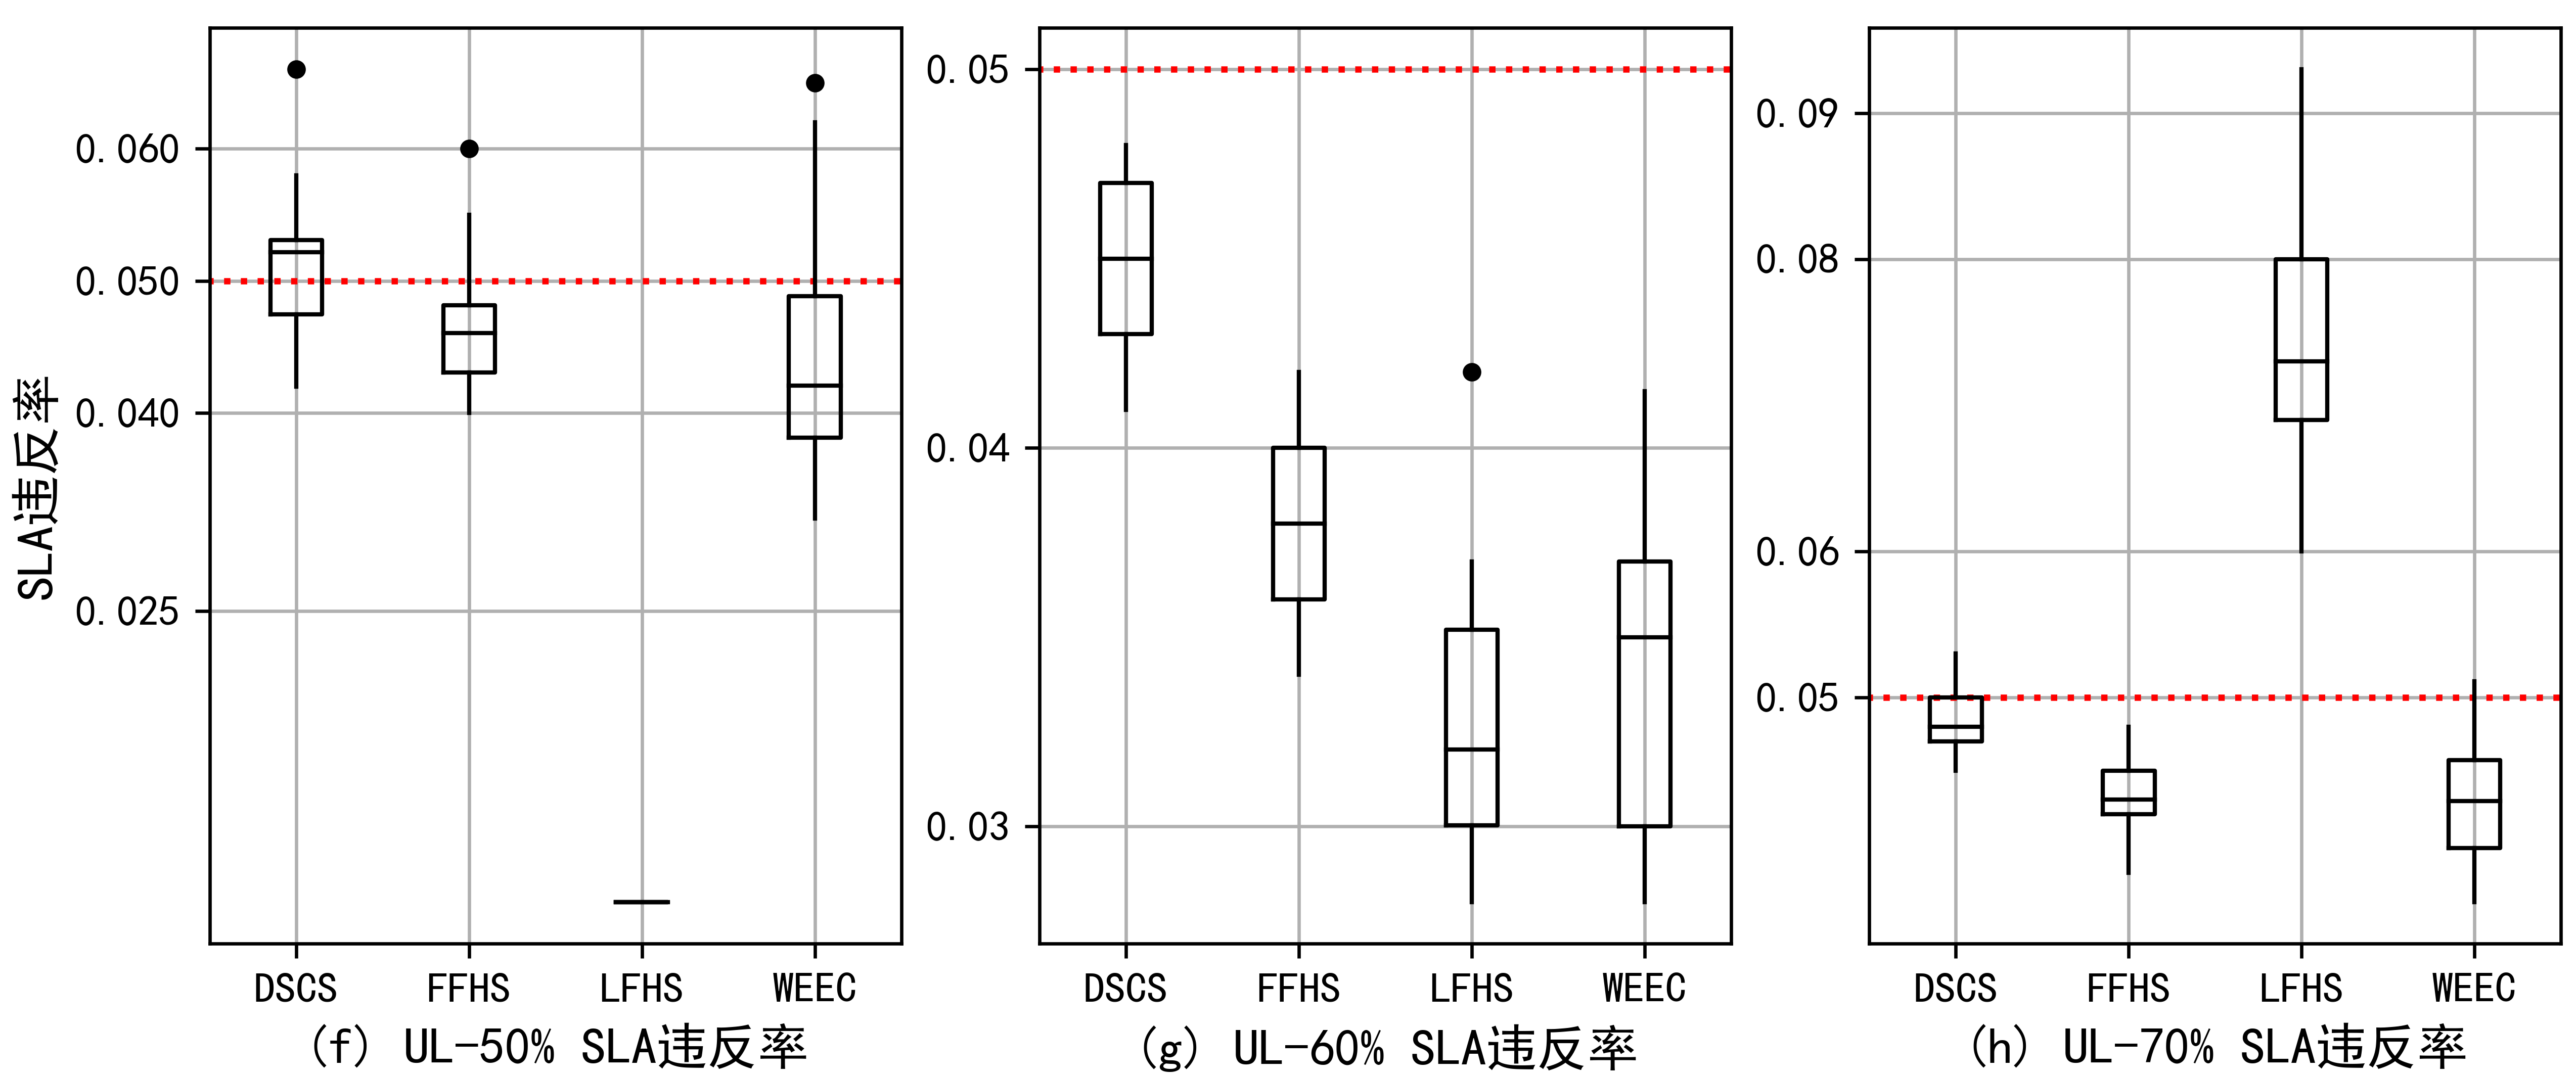 SLA违反率
0.060
0.050
0.040
0.025
DSCS FFHS LFHS WEEC
(f) UL-50% SLA违反率
0.05
0.04
0.03
DSCS FFHS LFHS WEEC
(g) UL-60% SLA违反率
0.09
0.08
0.06
0.05
DSCS FFHS LFHS WEEC
(h) UL-70% SLA违反率